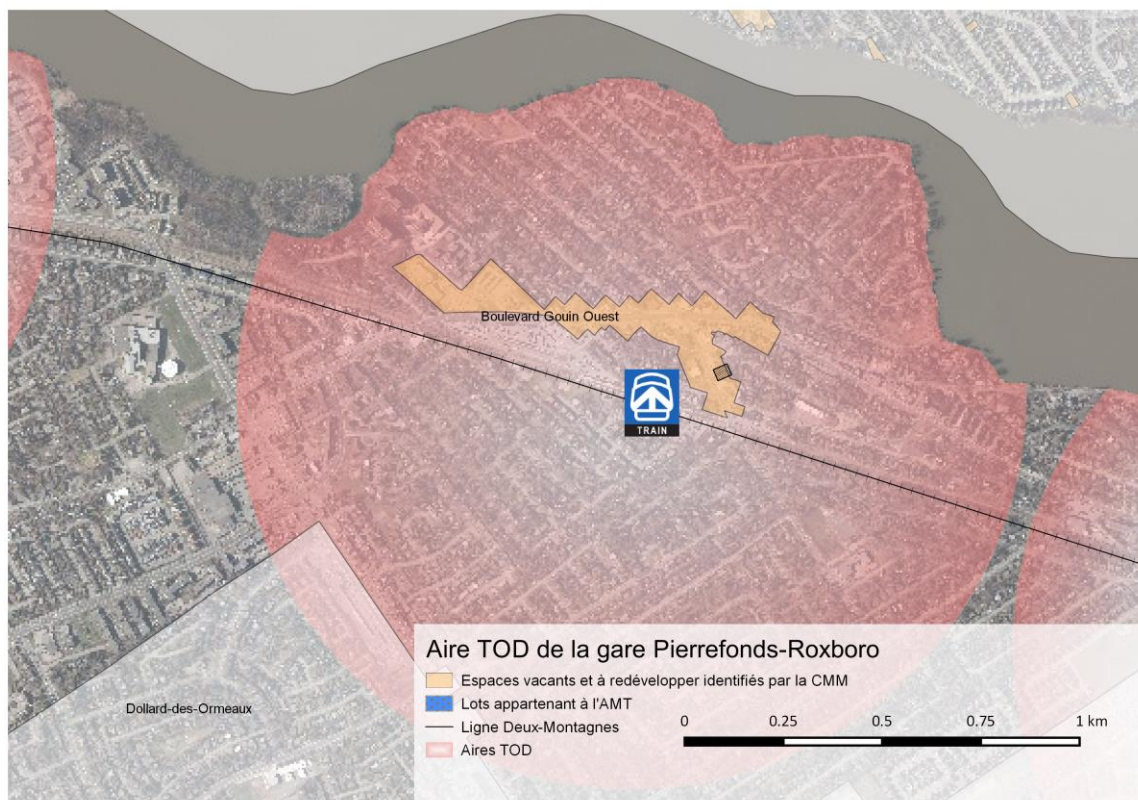 Boulevard Gouin Ouest
TRAIN
Dollard-des-Ormeaux
Aire TOD de la gare Pierrefonds-Roxboro
Espaces vacants et à redévelopper identifiés par la CMM
Lots appartenant à l'AMT
Ligne Deux-Montagnes
Aires TOD
0 0.25 0.5 0.75 1 km